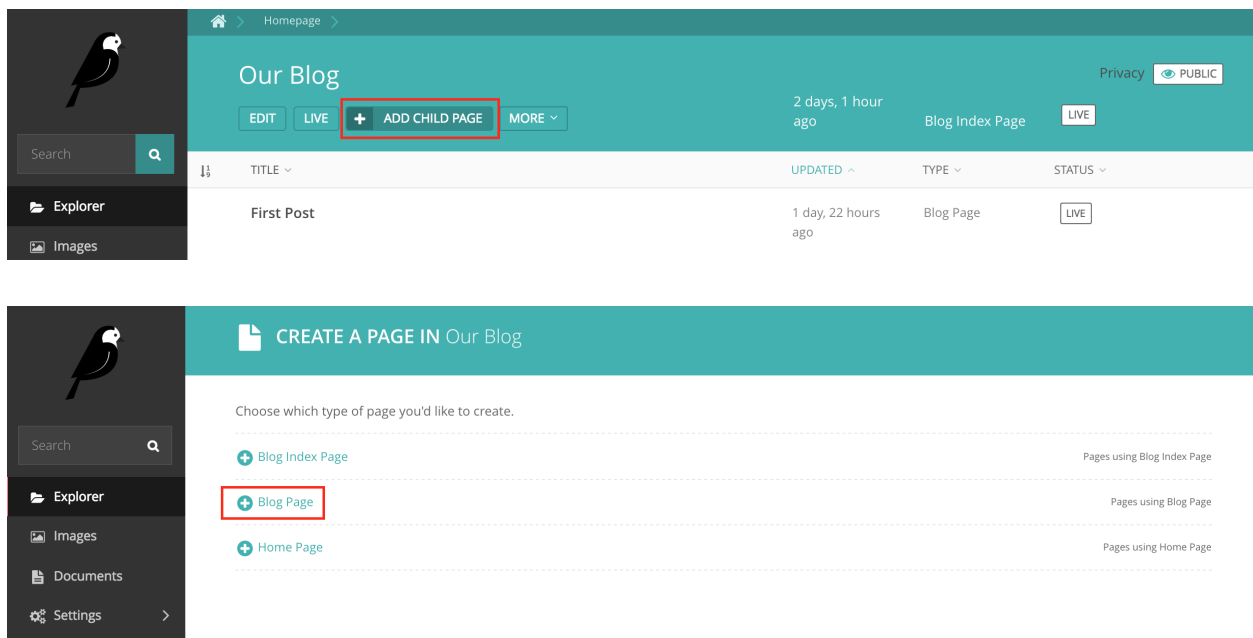 Homepage
Our Blog
Privacy PUBLIC
EDIT LIVE ADD CHILD PAGE MORE
2 days, 1 hour
ago
Blog Index Page
LIVE
Search
TITLE UPDATED TYPE STATUS
Explorer
First Post
1 day, 22 hours
ago
Blog Page
LIVE
Images
CREATE A PAGE IN Our Blog
Choose which type of page you'd like to create.
Search
Blog Index Page Pages using Blog Index Page
Explorer
Blog Page Pages using Blog Page
Images
Home Page Pages using Home Page
Documents
Settings